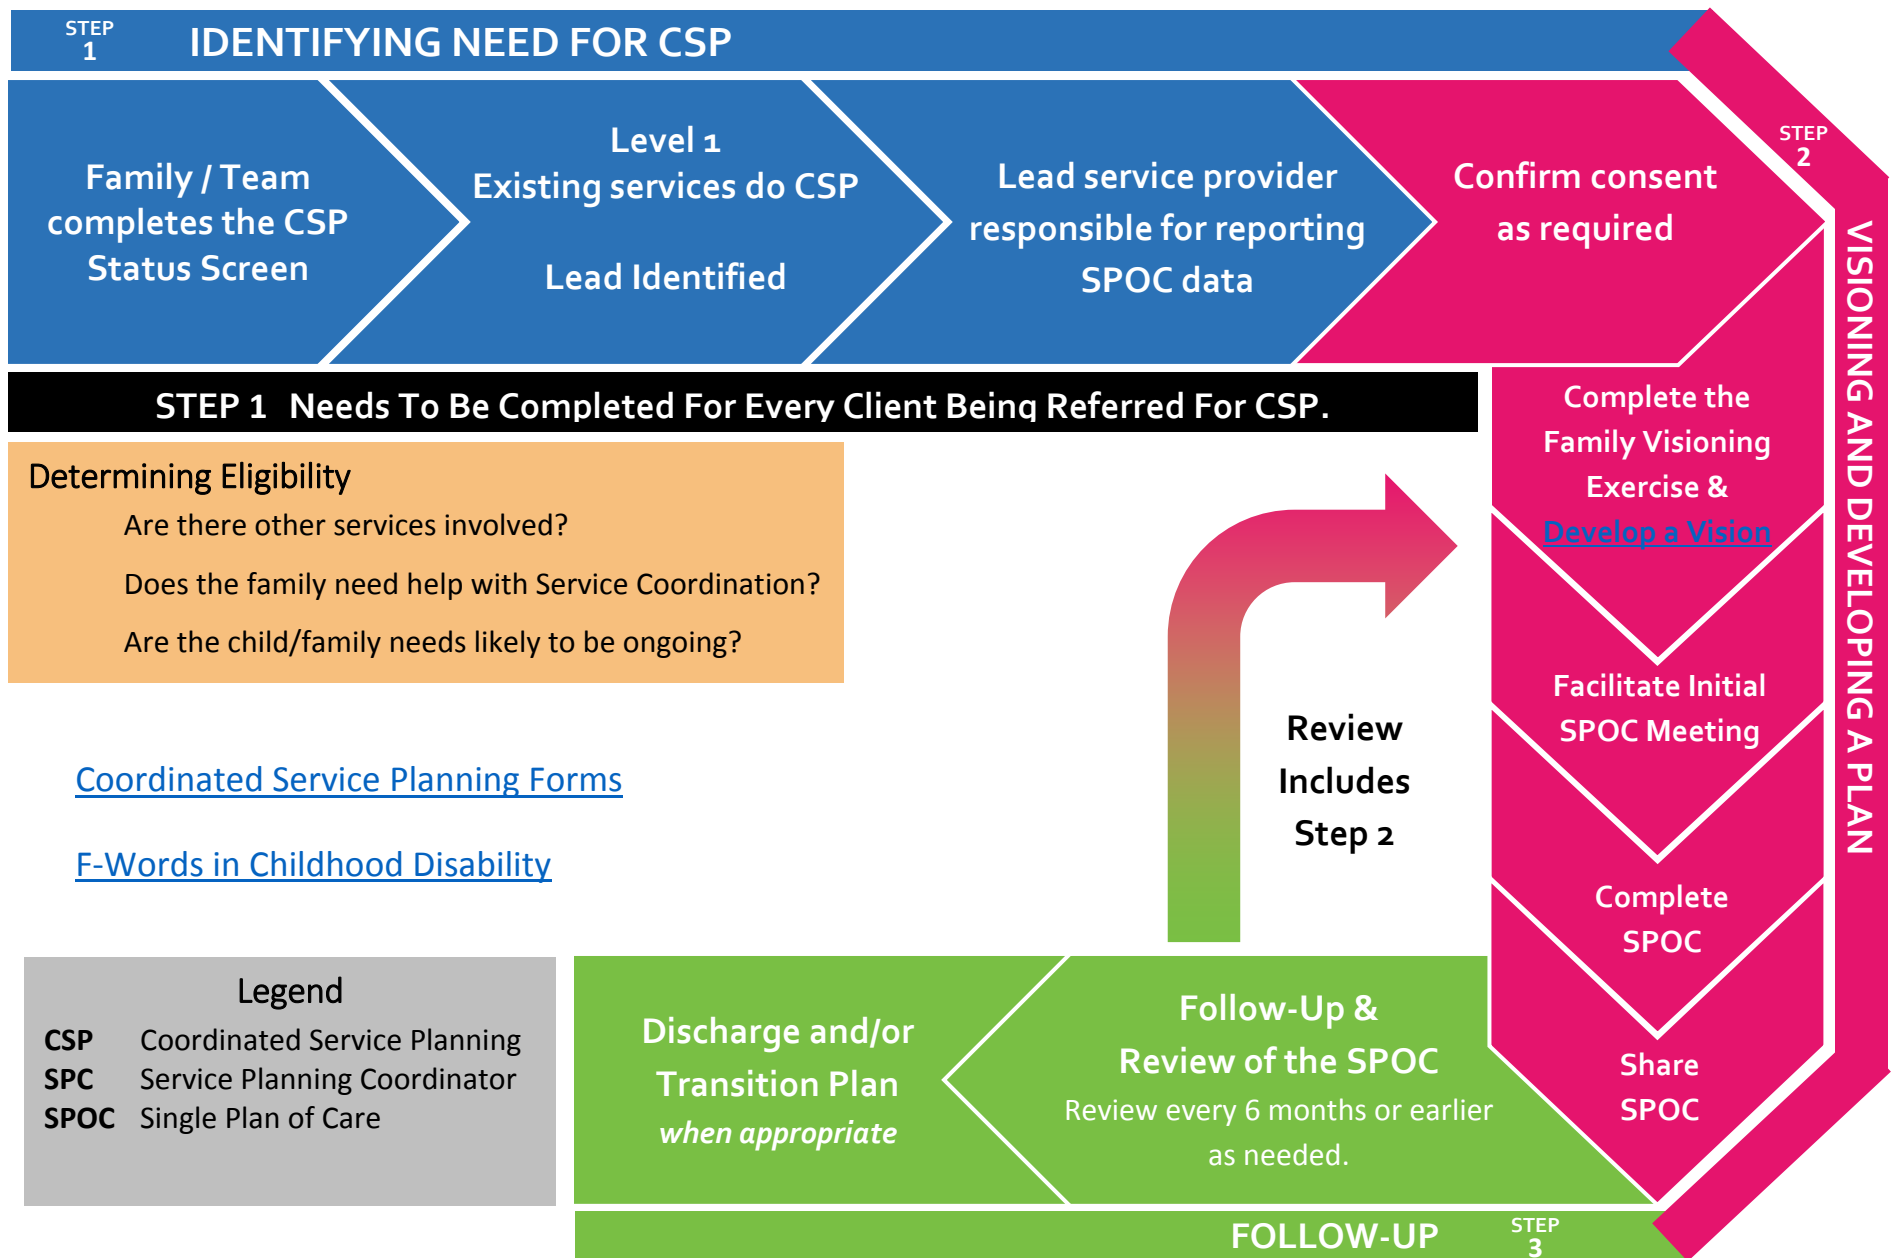 STEP
1
IDENTIFYING NEED FOR CSP
Family / Team
completes the CSP
Status Screen
Level 1
Existing services do CSP
Lead Identified
Lead service provider
responsible for reporting
SPOC data
Confirm consent
as required
STEP
2
VISIONING AND DEVELOPING A PLAN
STEP 1 Needs To Be Completed For Every Client Being Referred For CSP.
Complete the
Family Visioning
Exercise &
Develop a Vision
Determining Eligibility
Are there other services involved?
Does the family need help with Service Coordination?
Are the child/family needs likely to be ongoing?
Facilitate Initial
SPOC Meeting
Review
Includes
Step 2
Coordinated Service Planning Forms
F-Words in Childhood Disability
Complete
SPOC
Share
SPOC
Legend
CSP Coordinated Service Planning
SPC Service Planning Coordinator
SPOC Single Plan of Care
Discharge and/or
Transition Plan
when appropriate
Follow-Up &
Review of the SPOC
Review every 6 months or earlier
as needed.
FOLLOW-UP
STEP
3